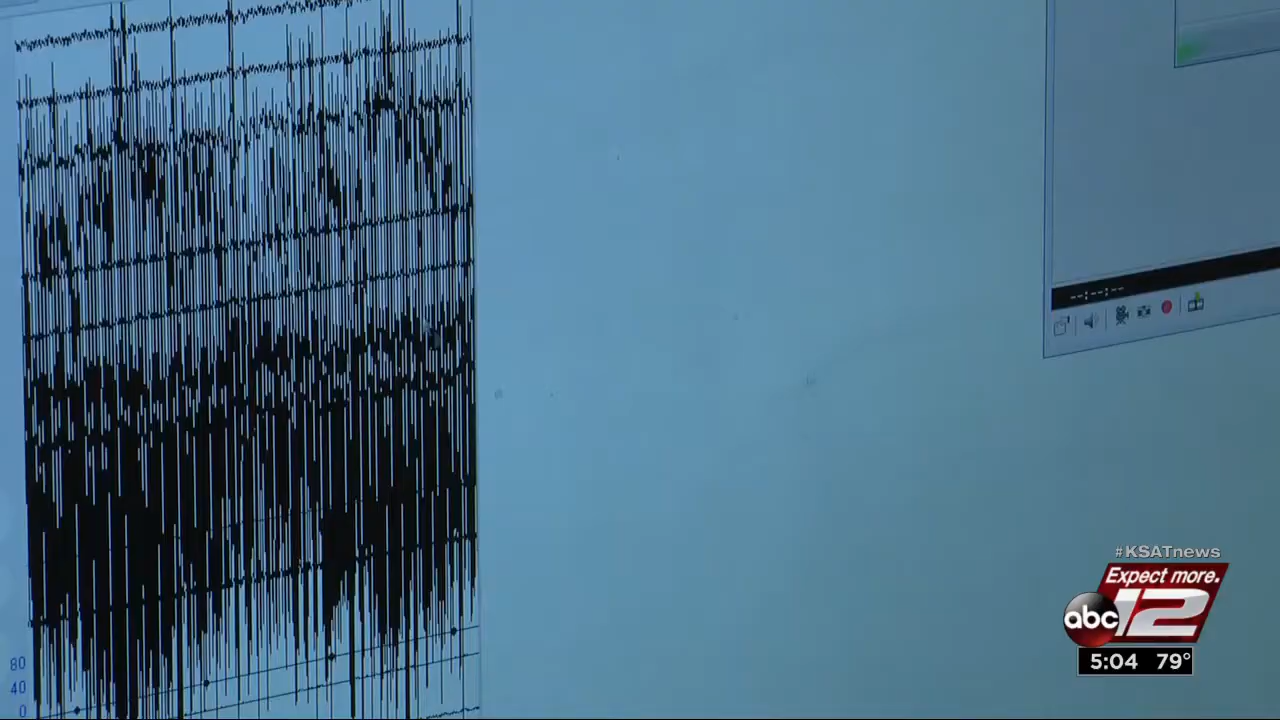 --:--:--
80
40
0
#KSATnews
Expect more.
abc 12
5:04 79°